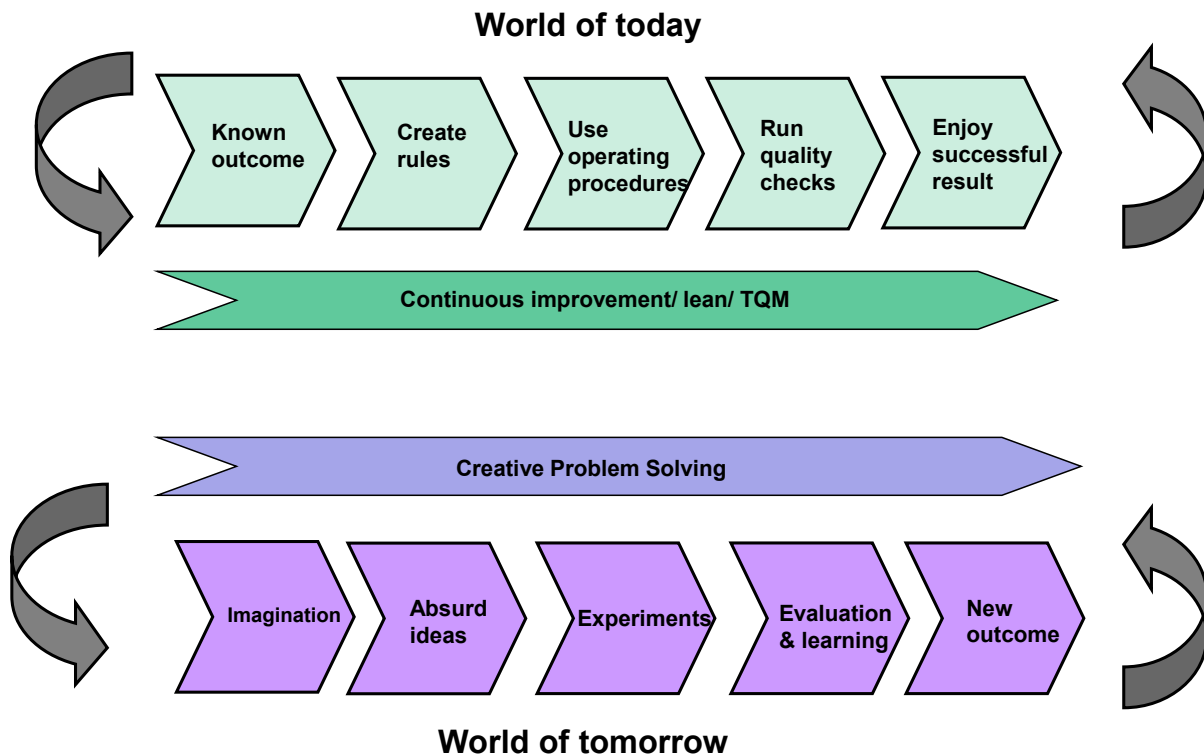 World of today
Known
outcome
Create
rules
Use
operating
procedures
Run
quality
checks
Enjoy
successful
result
Continuous improvement/ lean/ TQM
Creative Problem Solving
Imagination
Absurd
ideas
Experiments
Evaluation
& learning
New
outcome
World of tomorrow